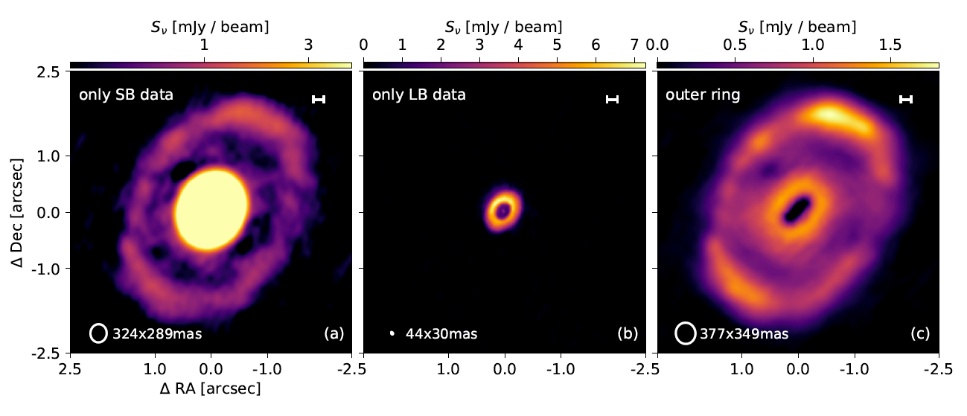 Sν [mJy / beam] Sν [mJy / beam] Sν [mJy / beam]
1 3 0 1 2 3 4 5 6 7 0.0 0.5 1.0 1.5
2.5
only SB data only LB data outer ring
1.0
0.0
-1.0
-2.5
Δ Dec [arcsec]
324x289mas (a) 44x30mas (b) 377x349mas (c)
2.5 1.0 0.0 -1.0 -2.5 1.0 0.0 -1.0 -2.5 1.0 0.0 -1.0 -2.5
Δ RA [arcsec]